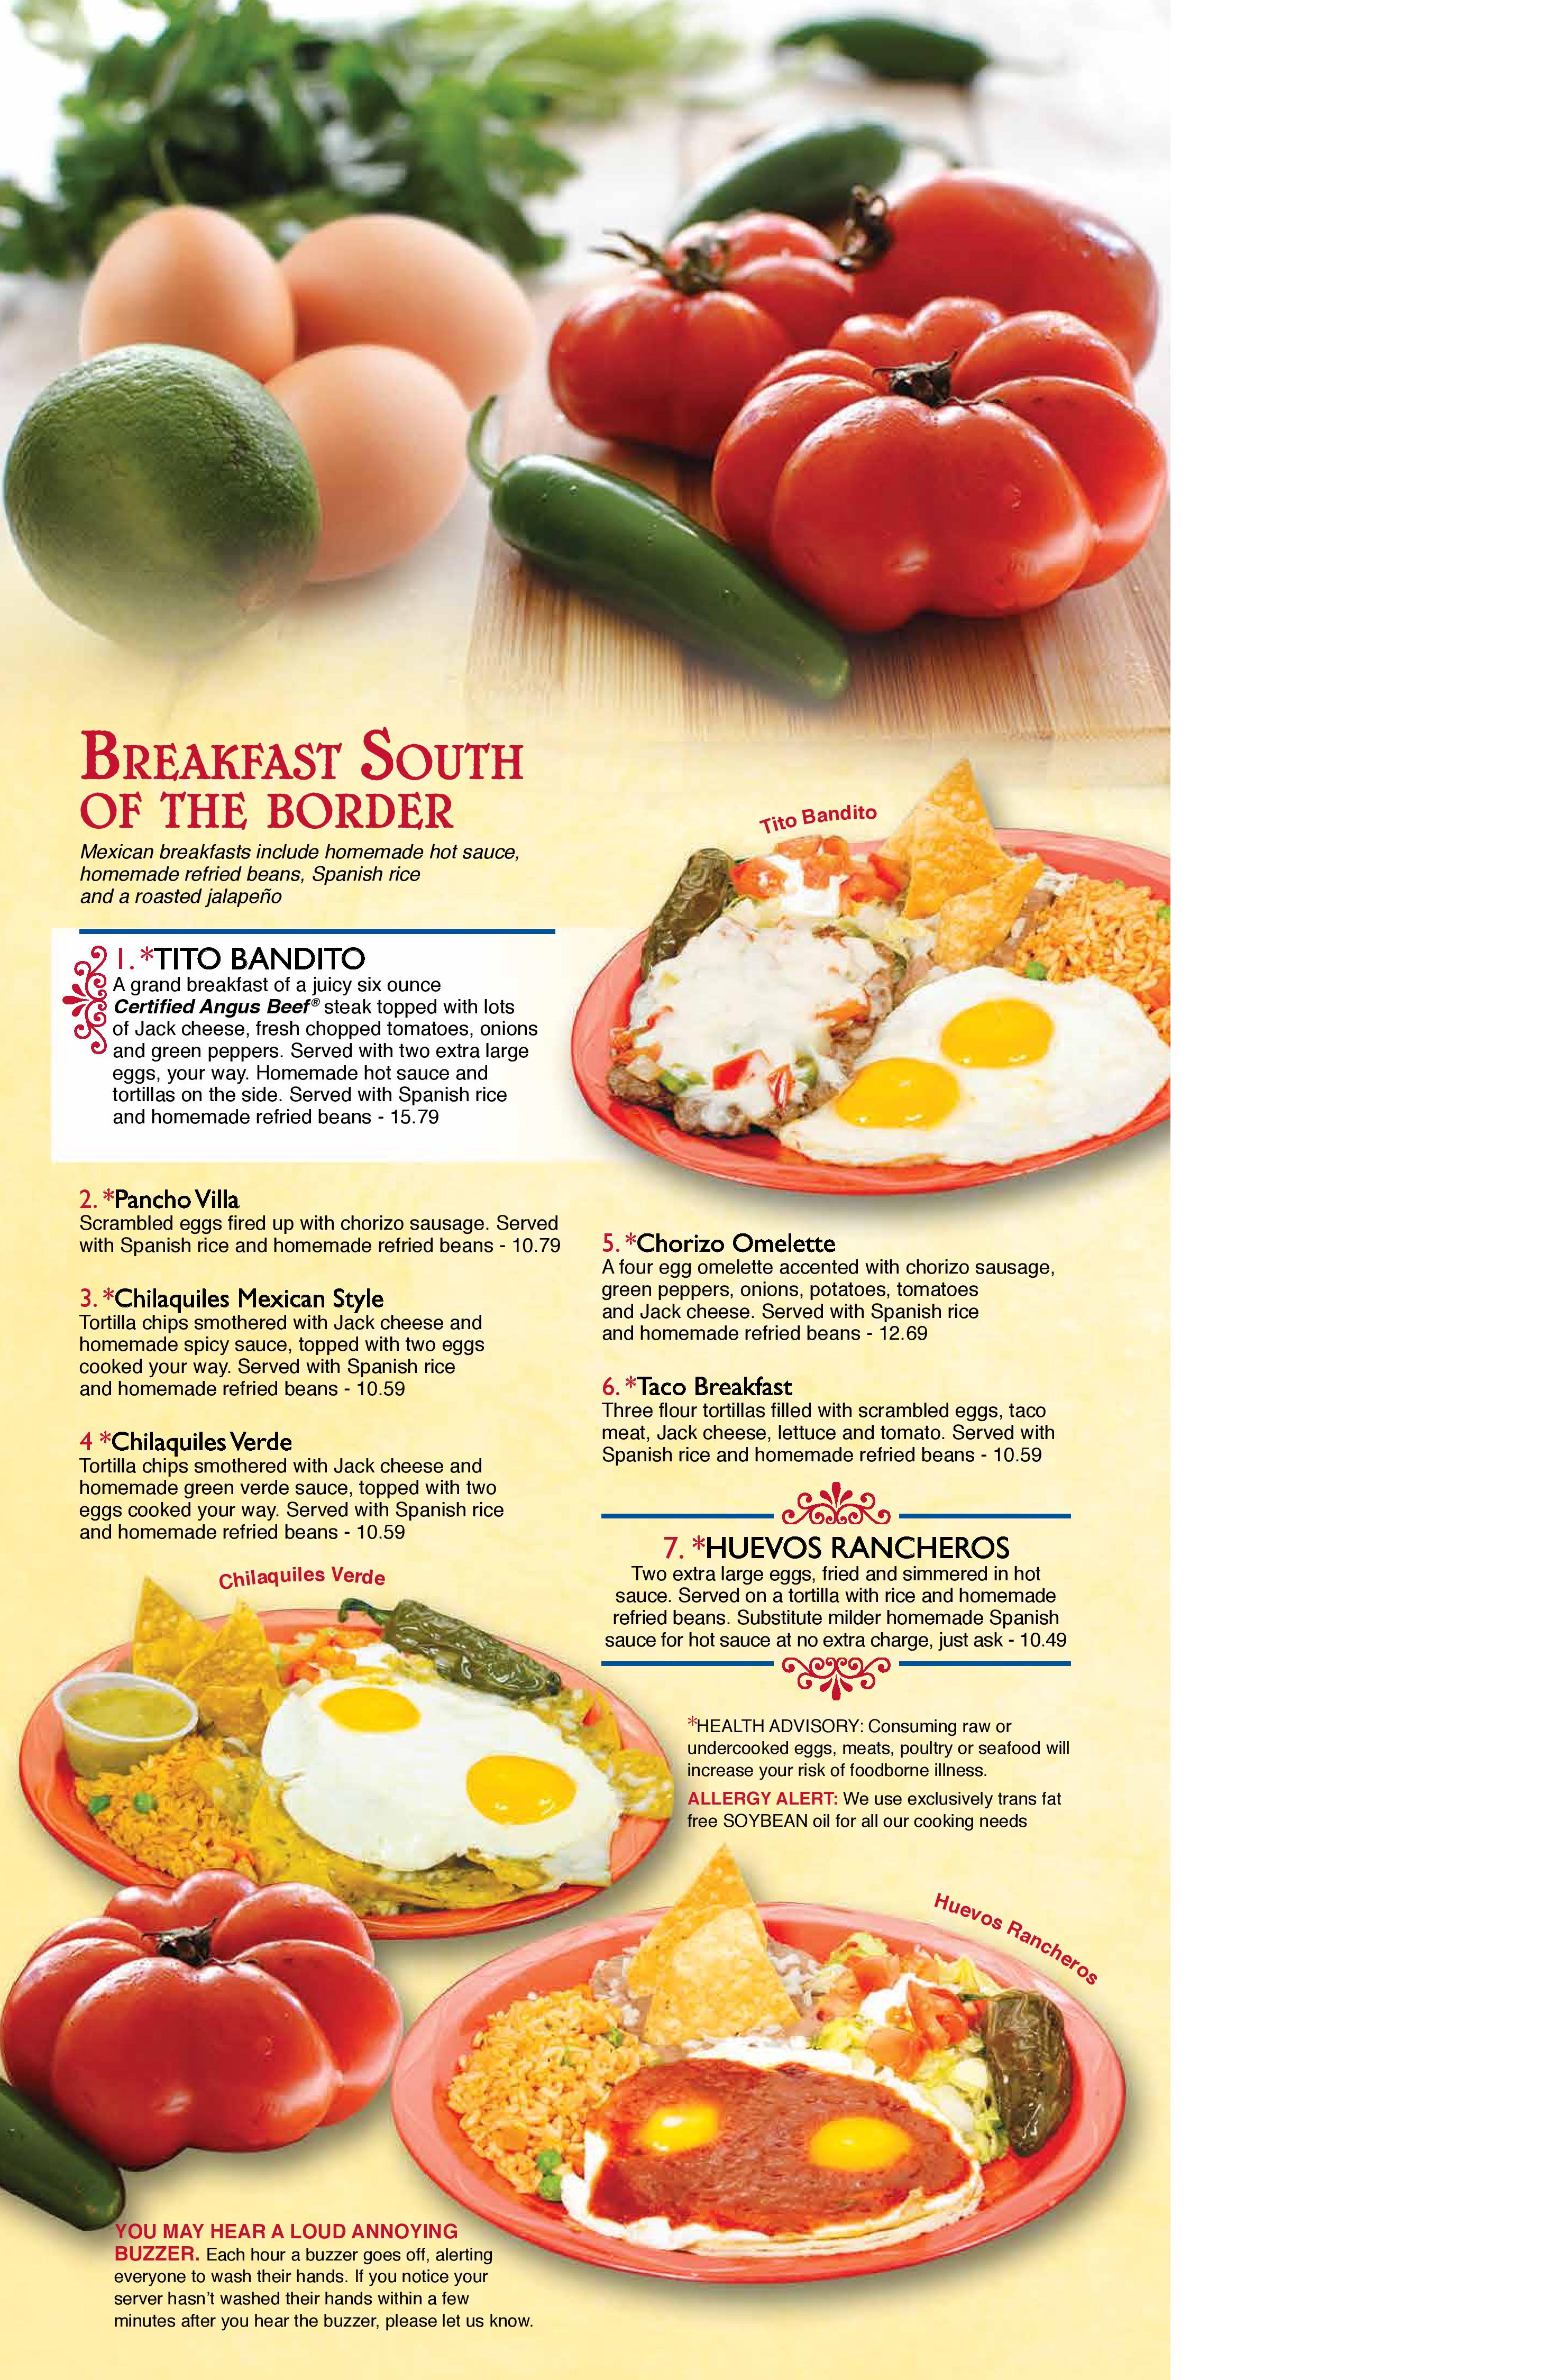 BREAKFAST SOUTH
OF THE BORDER
Mexican breakfasts include homemade hot sauce,
homemade refried beans, Spanish rice
and a roasted jalapeño
Tito Bandito
1. *TITO BANDITO
A grand breakfast of a juicy six ounce
Certified Angus Beef® steak topped with lots
of Jack cheese, fresh chopped tomatoes, onions
and green peppers. Served with two extra large
eggs, your way. Homemade hot sauce and
tortillas on the side. Served with Spanish rice
and homemade refried beans - 15.79
2. *Pancho Villa
Scrambled eggs fired up with chorizo sausage. Served
with Spanish rice and homemade refried beans - 10.79
3. *Chilaquiles Mexican Style
Tortilla chips smothered with Jack cheese and
homemade spicy sauce, topped with two eggs
cooked your way. Served with Spanish rice
and homemade refried beans - 10.59
4 *Chilaquiles Verde
Tortilla chips smothered with Jack cheese and
homemade green verde sauce, topped with two
eggs cooked your way. Served with Spanish rice
and homemade refried beans - 10.59
Chilaquiles Verde
5. *Chorizo Omelette
A four egg omelette accented with chorizo sausage,
green peppers, onions, potatoes, tomatoes
and Jack cheese. Served with Spanish rice
and homemade refried beans - 12.69
6. *Taco Breakfast
Three flour tortillas filled with scrambled eggs, taco
meat, Jack cheese, lettuce and tomato. Served with
Spanish rice and homemade refried beans - 10.59
7. *HUEVOS RANCHEROS
Two extra large eggs, fried and simmered in hot
sauce. Served on a tortilla with rice and homemade
refried beans. Substitute milder homemade Spanish
sauce for hot sauce at no extra charge, just ask - 10.49
*HEALTH ADVISORY: Consuming raw or
undercooked eggs, meats, poultry or seafood will
increase your risk of foodborne illness.
ALLERGY ALERT: We use exclusively trans fat
free SOYBEAN oil for all our cooking needs
Huevos Rancheros
YOU MAY HEAR A LOUD ANNOYING
BUZZER. Each hour a buzzer goes off, alerting
everyone to wash their hands. If you notice your
server hasn't washed their hands within a few
minutes after you hear the buzzer, please let us know.